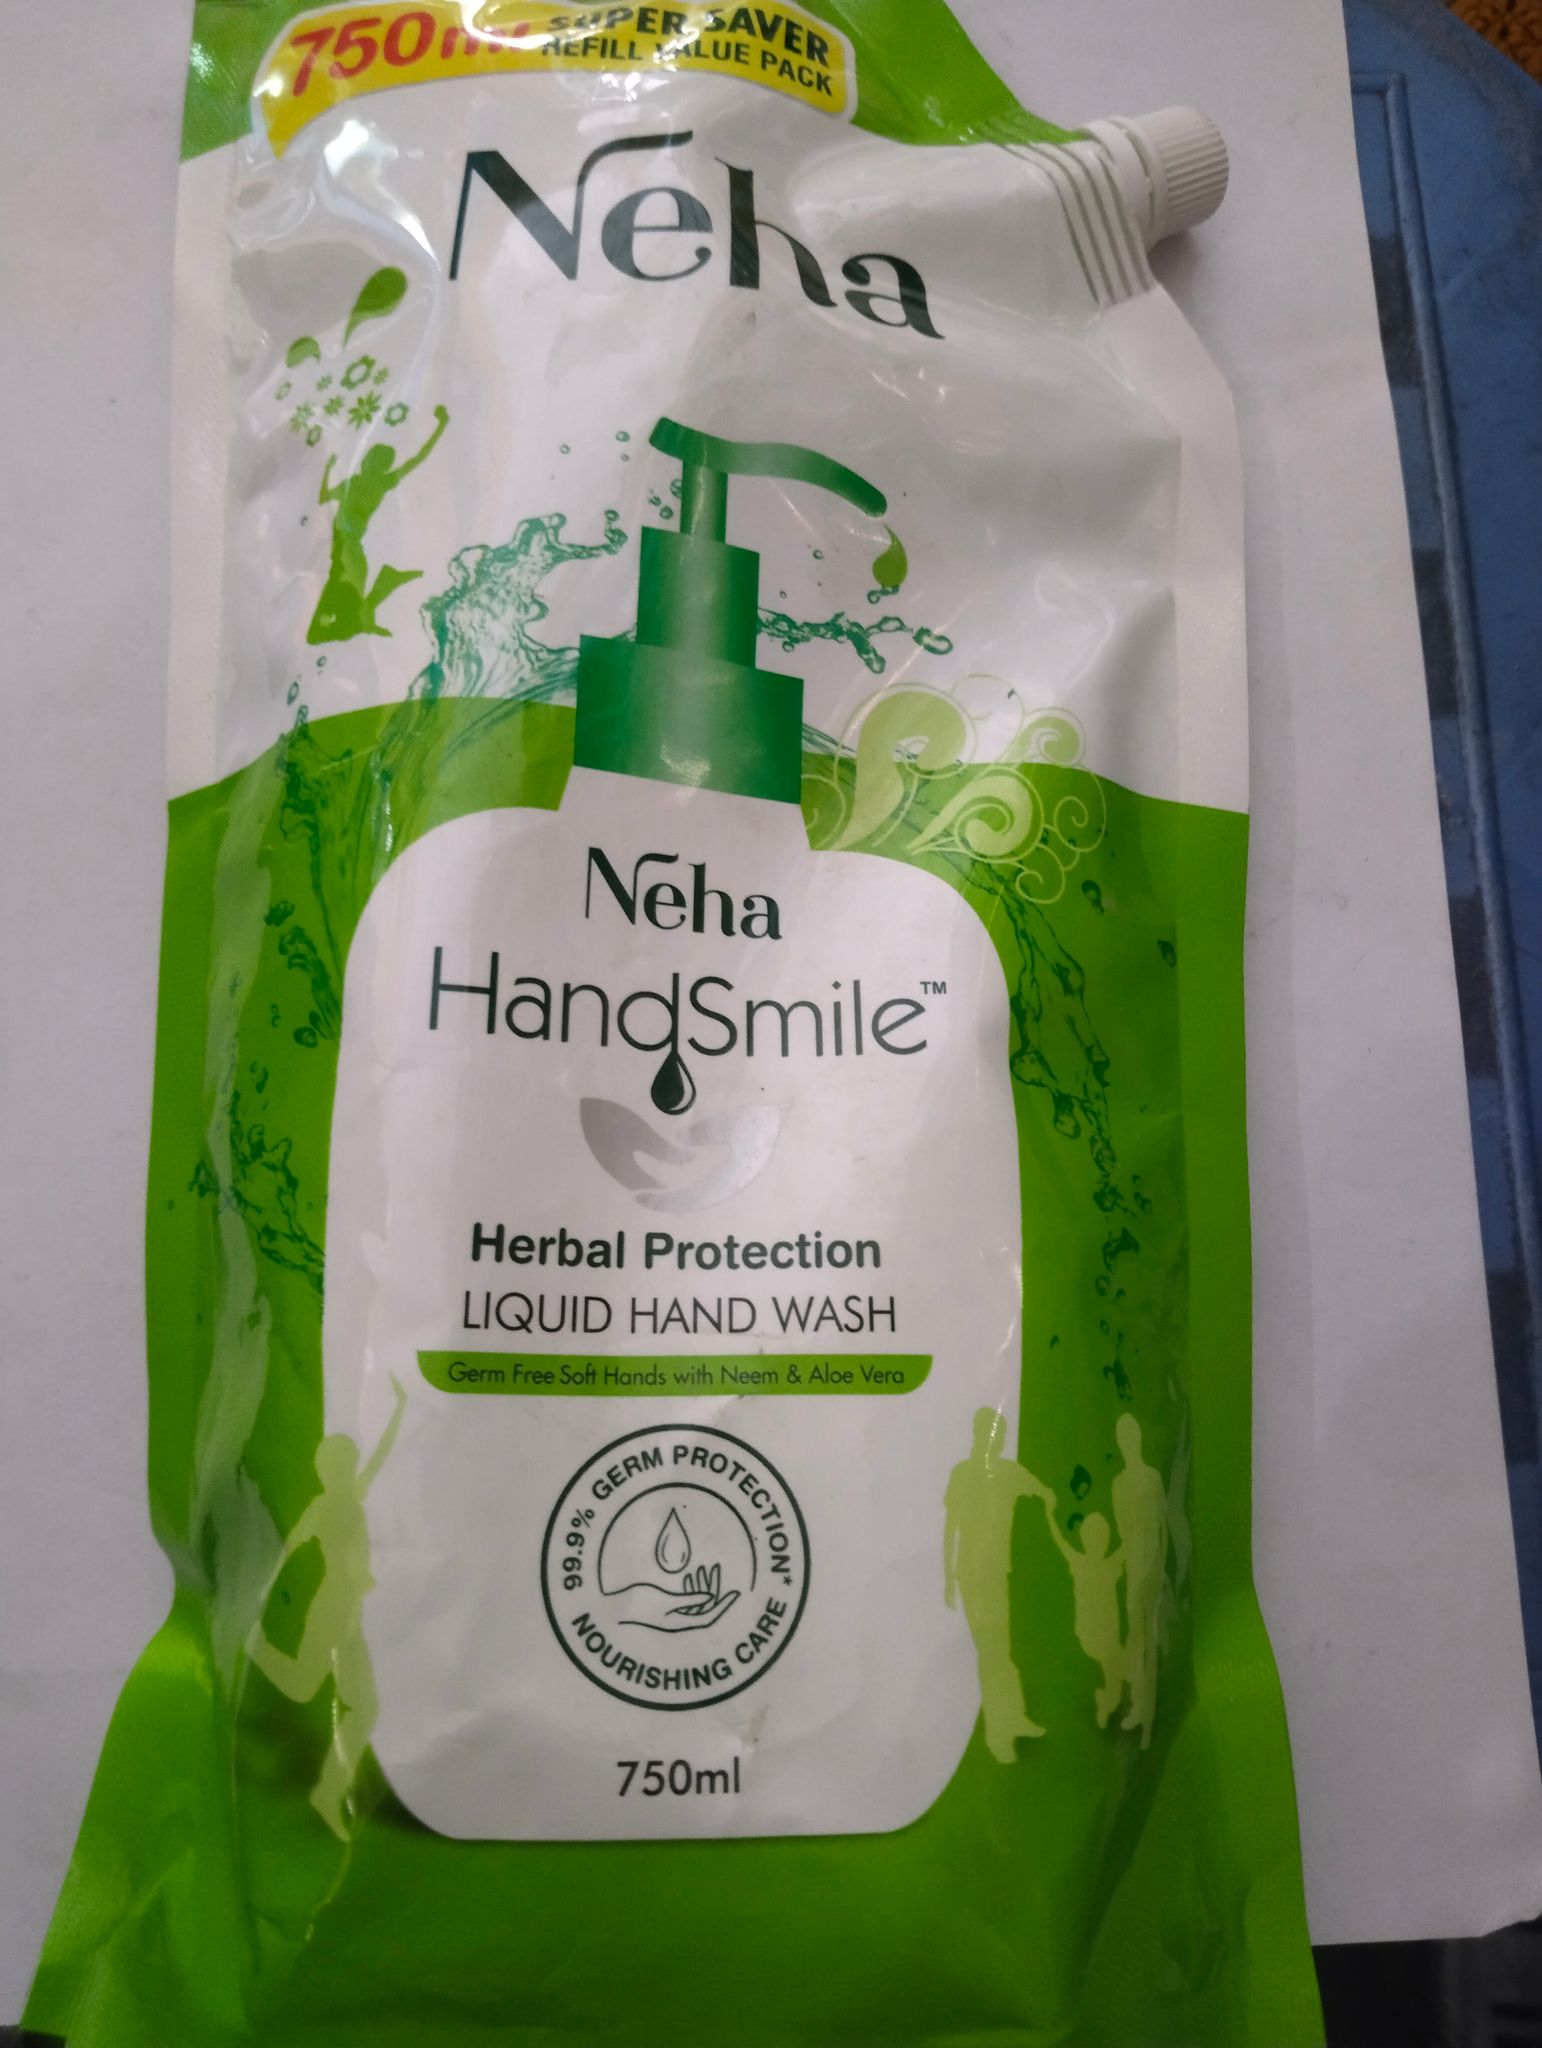 750ml SUPER SAVER
REFILL VALUE PACK
Neha
Neha
HandSmile™
Herbal Protection
LIQUID HAND WASH
Germ Free Soft Hands with Neem & Aloe Vera
99.9% GERM PROTECTION*
NOURISHING CARE
750ml